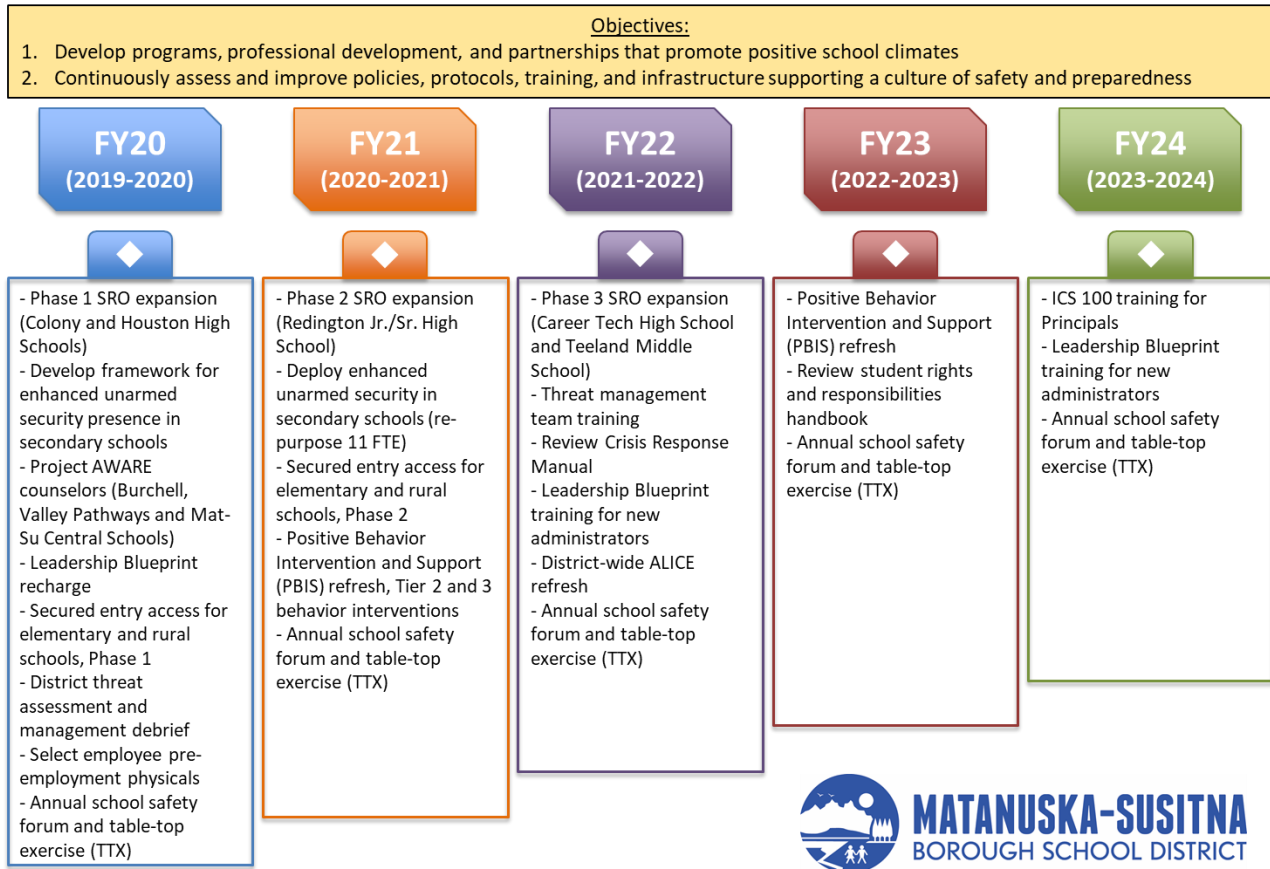 Objectives:
1. Develop programs, professional development, and partnerships that promote positive school climates
2. Continuously assess and improve policies, protocols, training, and infrastructure supporting a culture of safety and preparedness
FY20
(2019-2020)
- Phase 1 SRO expansion
(Colony and Houston High
Schools)
- Develop framework for
enhanced unarmed
security presence in
secondary schools
- Project AWARE
counselors (Burchell,
Valley Pathways and Mat-
Su Central Schools)
- Leadership Blueprint
recharge
- Secured entry access for
elementary and rural
schools, Phase 1
- District threat
assessment and
management debrief
- Select employee pre-
employment physicals
- Annual school safety
forum and table-top
exercise (TTX)
FY21
(2020-2021)
- Phase 2 SRO expansion
(Redington Jr./Sr. High
School)
- Deploy enhanced
unarmed security in
secondary schools (re-
purpose 11 FTE)
- Secured entry access for
elementary and rural
schools, Phase 2
- Positive Behavior
Intervention and Support
(PBIS) refresh, Tier 2 and 3
behavior interventions
- Annual school safety
forum and table-top
exercise (TTX)
FY22
(2021-2022)
- Phase 3 SRO expansion
(Career Tech High School
and Teeland Middle
School)
- Threat management
team training
- Review Crisis Response
Manual
- Leadership Blueprint
training for new
administrators
- District-wide ALICE
refresh
- Annual school safety
forum and table-top
exercise (TTX)
FY23
(2022-2023)
- Positive Behavior
Intervention and Support
(PBIS) refresh
- Review student rights
and responsibilities
handbook
- Annual school safety
forum and table-top
exercise (TTX)
FY24
(2023-2024)
- ICS 100 training for
Principals
- Leadership Blueprint
training for new
administrators
- Annual school safety
forum and table-top
exercise (TTX)
MATANUSKA-SUSITNA
BOROUGH SCHOOL DISTRICT